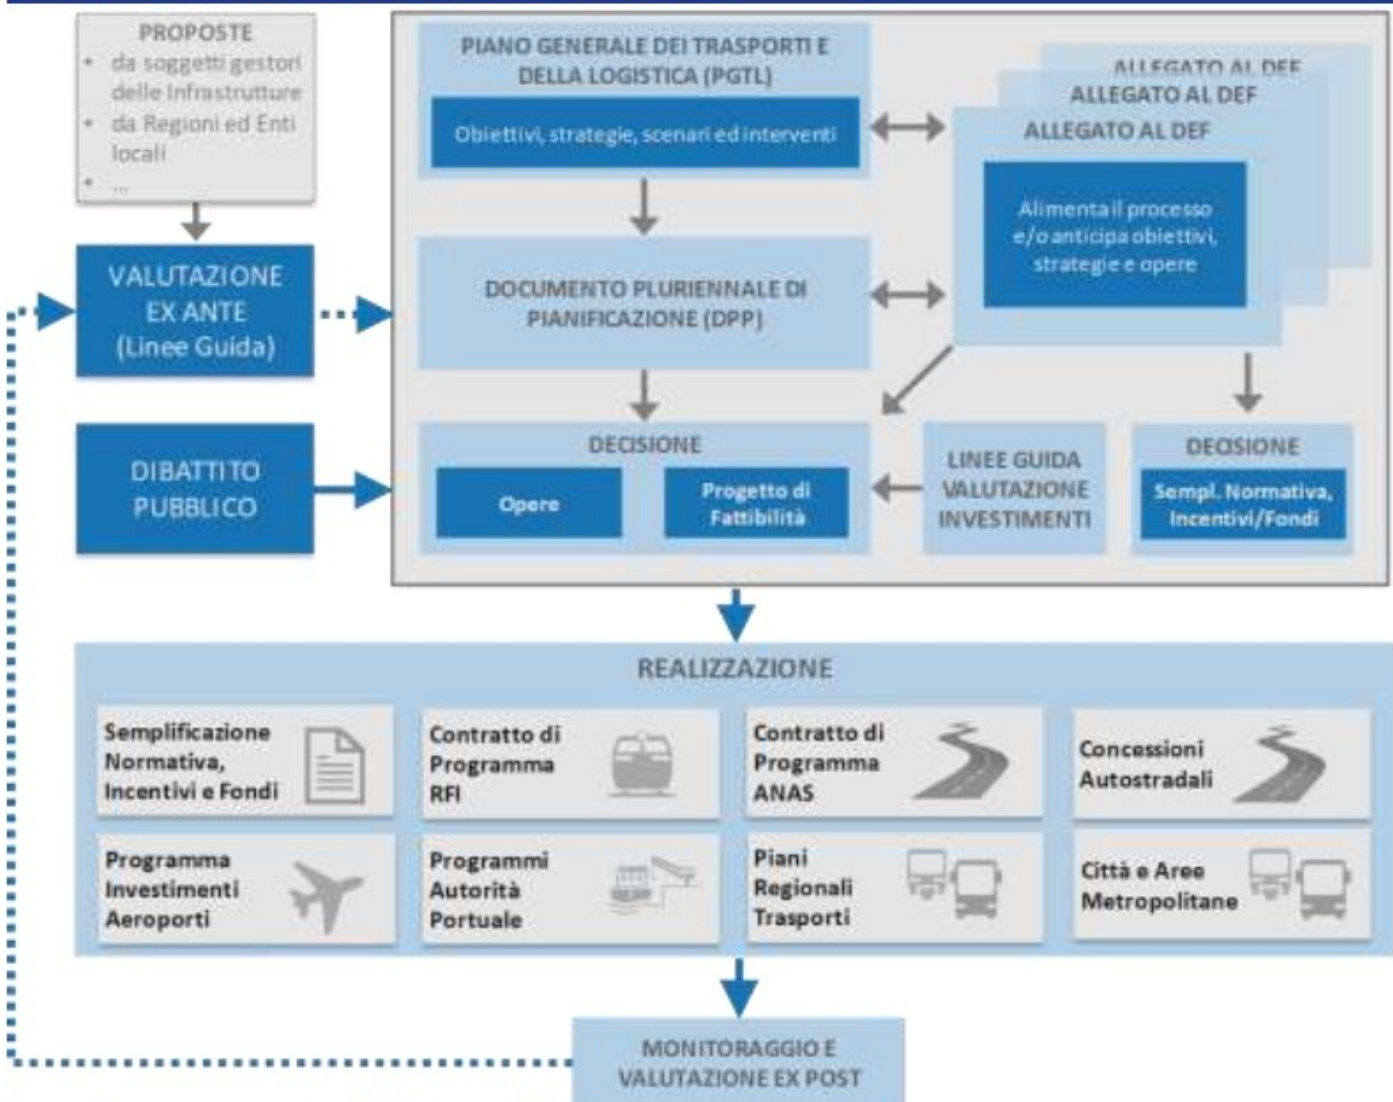 PROPOSTE
• da soggetti gestori
delle Infrastrutture
• da Regioni ed Enti
locali
• ...
VALUTAZIONE
EX ANTE
(Linee Guida)
DIBATTITO
PUBBLICO
PIANO GENERALE DEI TRASPORTI E
DELLA LOGISTICA (PGTL)
Obiettivi, strategie, scenari ed interventi
ALLEGATO AL DEF
ALLEGATO AL DEF
ALLEGATO AL DEF
Alimenta il processo
e/o anticipa obiettivi,
strategie e opere
DOCUMENTO PLURIENNALE DI
PIANIFICAZIONE (DPP)
DECISIONE
Opere
Progetto di
Fattibilità
LINEE GUIDA
VALUTAZIONE
INVESTIMENTI
DECISIONE
Sempl. Normativa,
Incentivi/Fondi
REALIZZAZIONE
Semplificazione
Normativa,
Incentivi e Fondi
Contratto di
Programma
RFI
Contratto di
Programma
ANAS
Concessioni
Autostradali
Programma
Investimenti
Aeroporti
Programmi
Autorità
Portuale
Piani
Regionali
Trasporti
Città e Aree
Metropolitane
MONITORAGGIO E
VALUTAZIONE EX POST